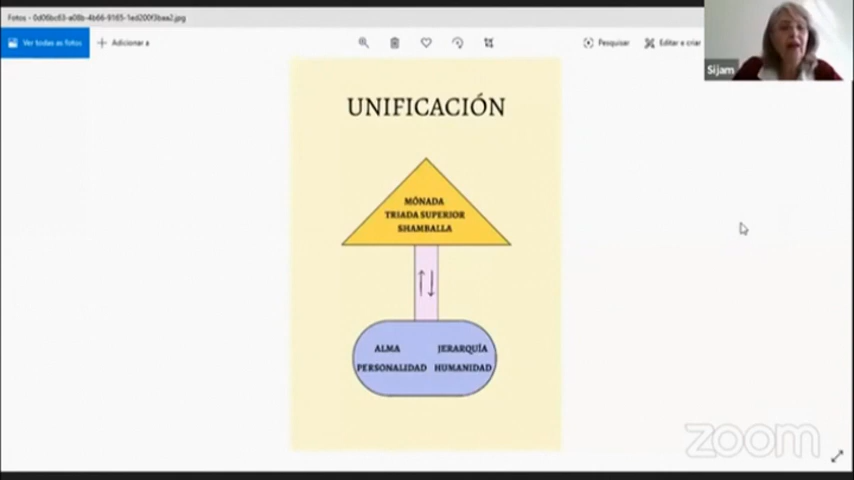 Fotos - 0d06bc63-a08b-4b66-9165-1ed200f3baa2.jpg
Ver todas as fotos
Adicionar a
Pesquisar
Editar e criar
Sijam
UNIFICACIÓN
MÓNADA
TRIADA SUPERIOR
SHAMBALLA
ALMA JERARQUÍA
PERSONALIDAD HUMANIDAD
zoom